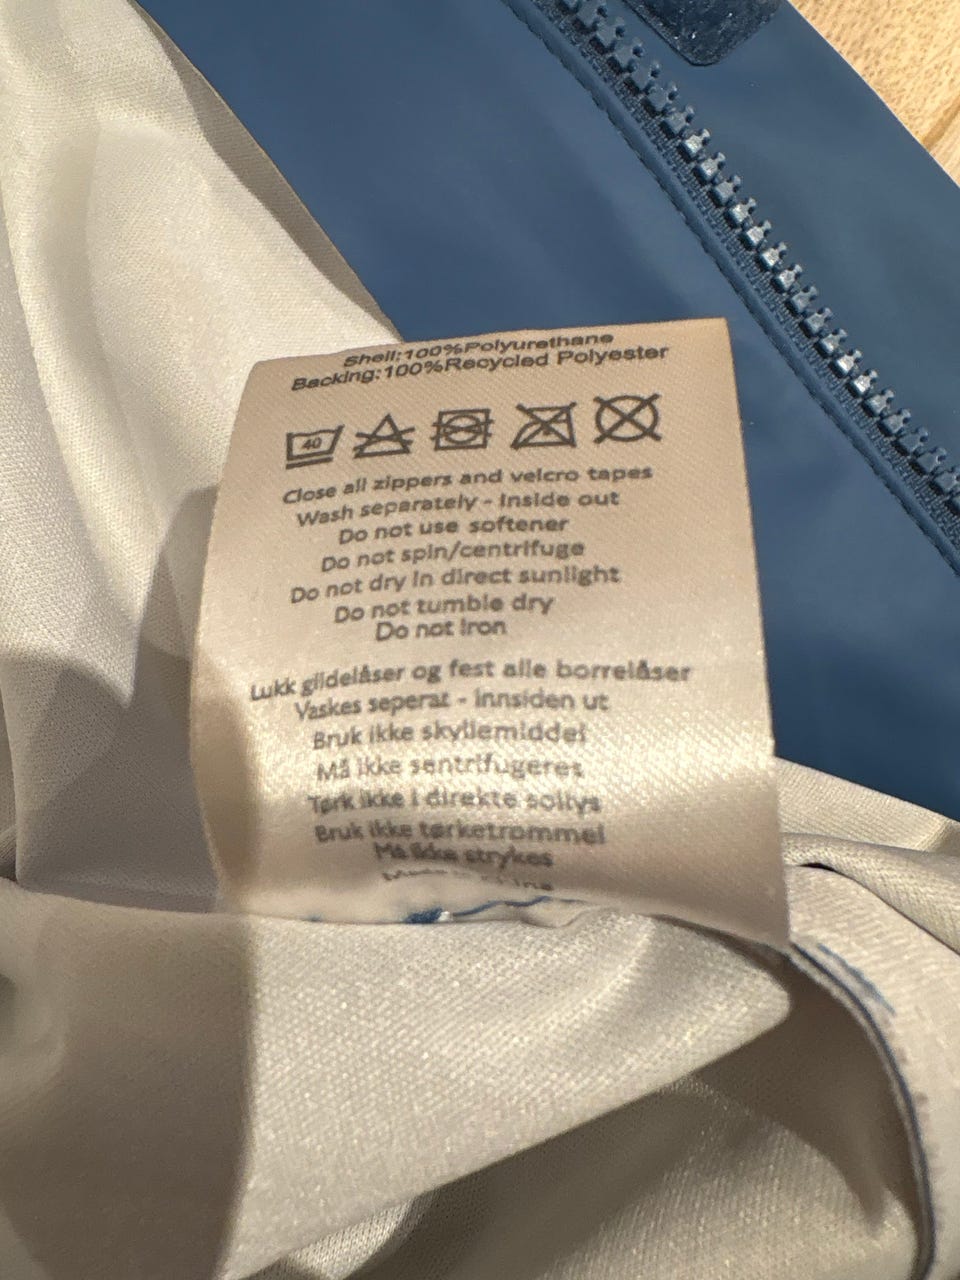 Shell:100%Polyurethane
Backing:100%Recycled Polyester
40
Close all zippers and velcro tapes
Wash separately - Inside out
Do not use softener
Do not spin/centrifuge
Do not dry in direct sunlight
Do not tumble dry
Do not iron
Lukk glidelåser og fest alle borrelåser
Vaskes seperat - innsiden ut
Bruk ikke skyllemiddel
Må ikke sentrifugeres
Tørk ikke i direkte sollys
Bruk ikke tørketrommel
Må ikke strykes
Made in